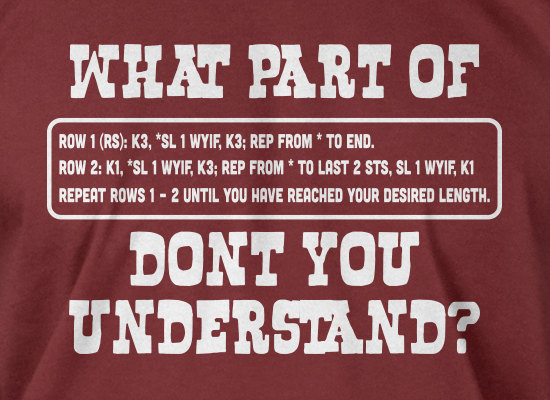 WHAT PART OF
ROW 1 (RS): K3, *SL 1 WYIF, K3; REP FROM * TO END.
ROW 2: K1, *SL 1 WYIF, K3; REP FROM * TO LAST 2 STS, SL 1 WYIF, K1
REPEAT ROWS 1 – 2 UNTIL YOU HAVE REACHED YOUR DESIRED LENGTH.
DONT YOU
UNDERSTAND?